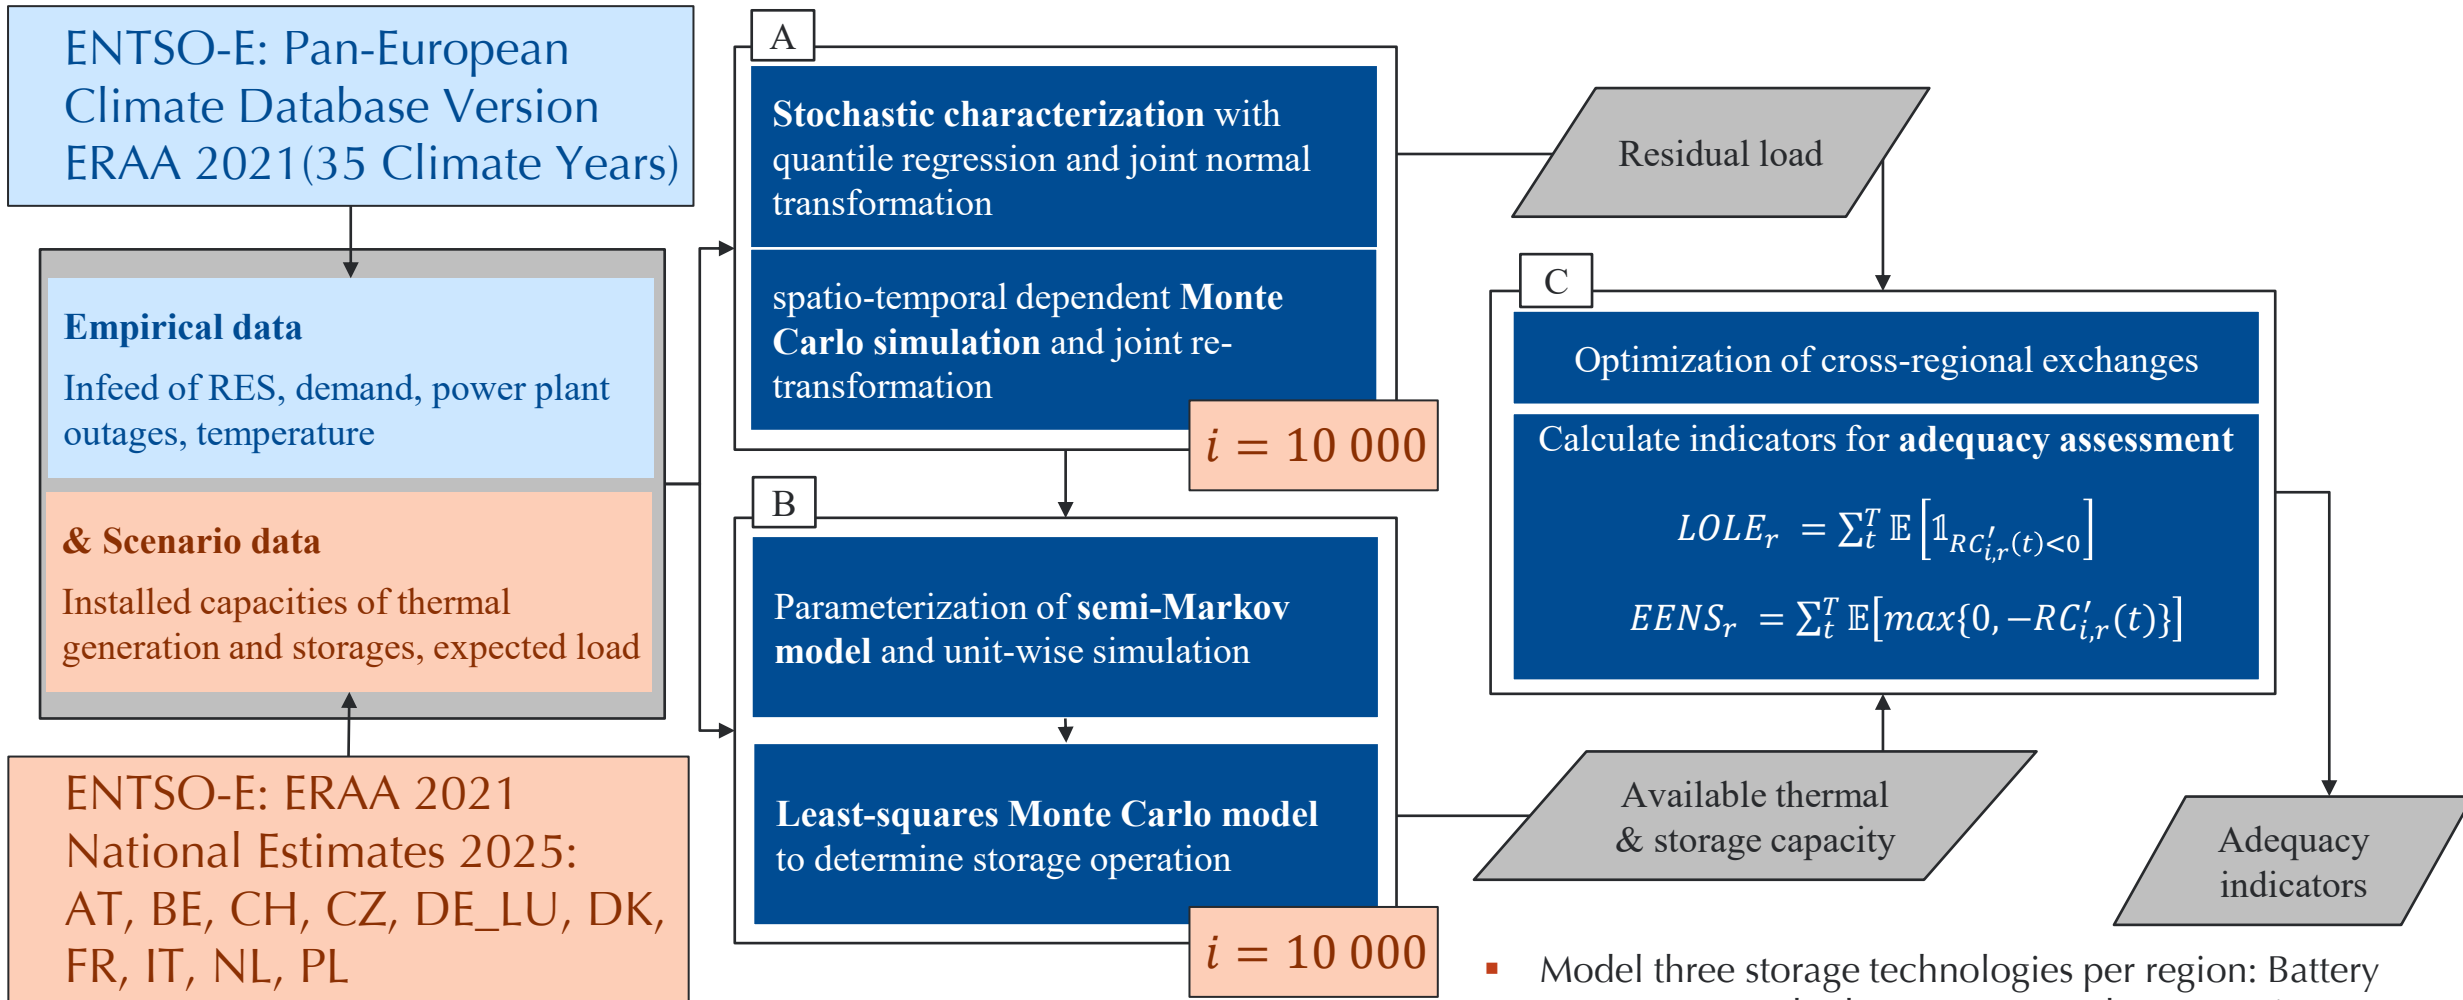 ENTSO-E: Pan-European
Climate Database Version
ERAA 2021(35 Climate Years)
Empirical data
Infeed of RES, demand, power plant
outages, temperature
& Scenario data
Installed capacities of thermal
generation and storages, expected load
ENTSO-E: ERAA 2021
National Estimates 2025:
AT, BE, CH, CZ, DE_LU, DK,
FR, IT, NL, PL
A
Stochastic characterization with
quantile regression and joint normal
transformation
spatio-temporal dependent Monte
Carlo simulation and joint re-
transformation
i = 10 000
B
Parameterization of semi-Markov
model and unit-wise simulation
Least-squares Monte Carlo model
to determine storage operation
i = 10 000
Residual load
C
Optimization of cross-regional exchanges
Calculate indicators for adequacy assessment
LOLE_r = ∑_t^T 𝔼[𝟙_{RC′_{i,r}(t)<0}]
EENS_r = ∑_t^T 𝔼[max{0, −RC′_{i,r}(t)}]
Available thermal
& storage capacity
Adequacy
indicators
▪ Model three storage technologies per region: Battery